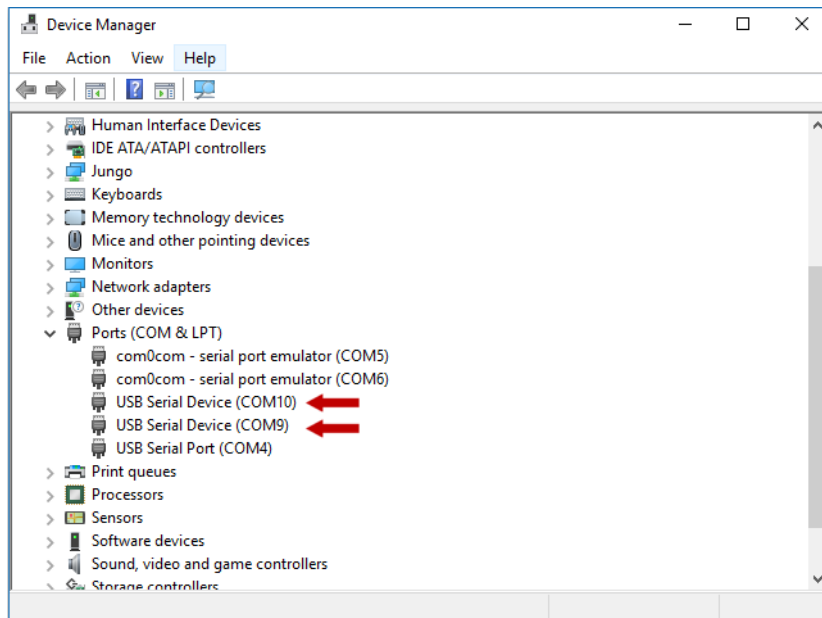 Device Manager
File Action View Help
Human Interface Devices
IDE ATA/ATAPI controllers
Jungo
Keyboards
Memory technology devices
Mice and other pointing devices
Monitors
Network adapters
Other devices
Ports (COM & LPT)
com0com - serial port emulator (COM5)
com0com - serial port emulator (COM6)
USB Serial Device (COM10)
USB Serial Device (COM9)
USB Serial Port (COM4)
Print queues
Processors
Sensors
Software devices
Sound, video and game controllers
Storage controllers